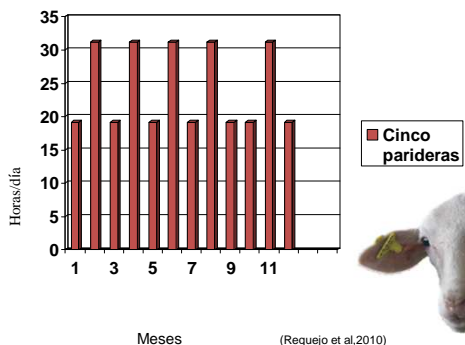 35
30
25
20
15
10
5
0
Horas/día
1 3 5 7 9 11
Meses
Cinco
parideras
(Requejo et al,2010)